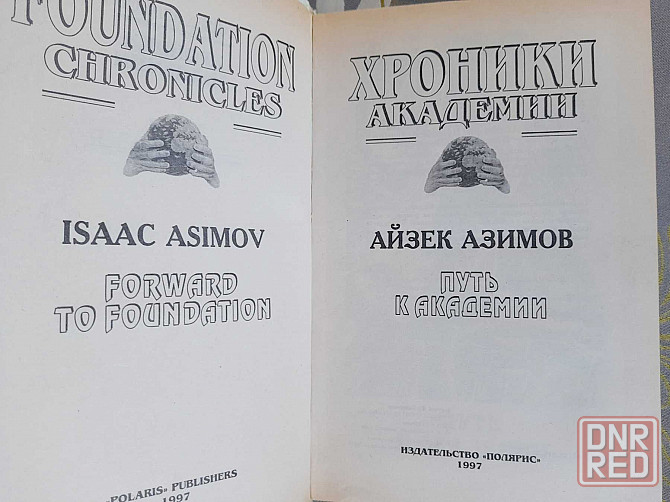 FOUNDATION
CHRONICLES
ISAAC ASIMOV
FORWARD
TO FOUNDATION
«POLARIS» PUBLISHERS
1997
ХРОНИКИ
АКАДЕМИИ
АЙЗЕК АЗИМОВ
ПУТЬ
К АКАДЕМИИ
ИЗДАТЕЛЬСТВО «ПОЛЯРИС»
1997
DNR
RED